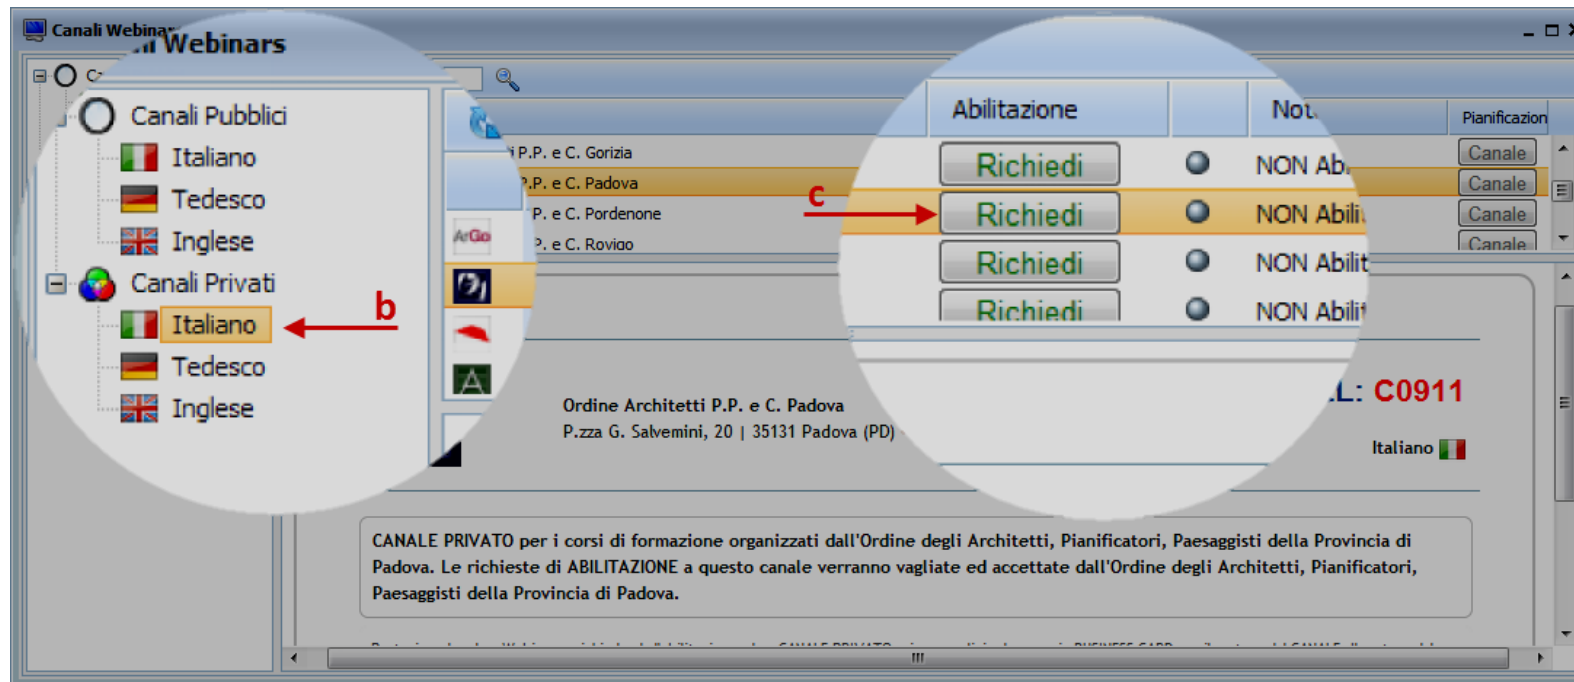 Canali Webinars
Webinars
Canali Pubblici
Italiano
Tedesco
Inglese
Canali Privati
Italiano
b
Tedesco
Inglese
ArGo
P.P. e C. Gorizia
P.P. e C. Padova
P. e C. Pordenone
P. e C. Rovigo
c
Abilitazione
Richiedi
NON Abi
Richiedi
NON Abilit
Richiedi
NON Abilit
Richiedi
NON Abilit
Pianificazion
Canale
Canale
Canale
Canale
Ordine Architetti P.P. e C. Padova
P.zza G. Salvemini, 20 | 35131 Padova (PD)
L: C0911
Italiano
CANALE PRIVATO per i corsi di formazione organizzati dall'Ordine degli Architetti, Pianificatori, Paesaggisti della Provincia di
Padova. Le richieste di ABILITAZIONE a questo canale verranno vagliate ed accettate dall'Ordine degli Architetti, Pianificatori,
Paesaggisti della Provincia di Padova.